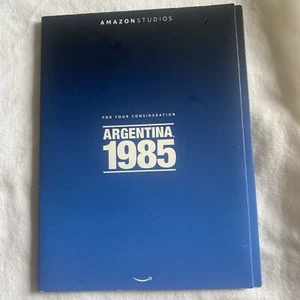 AMAZON STUDIOS
FOR YOUR CONSIDERATION
ARGENTINA,
1985